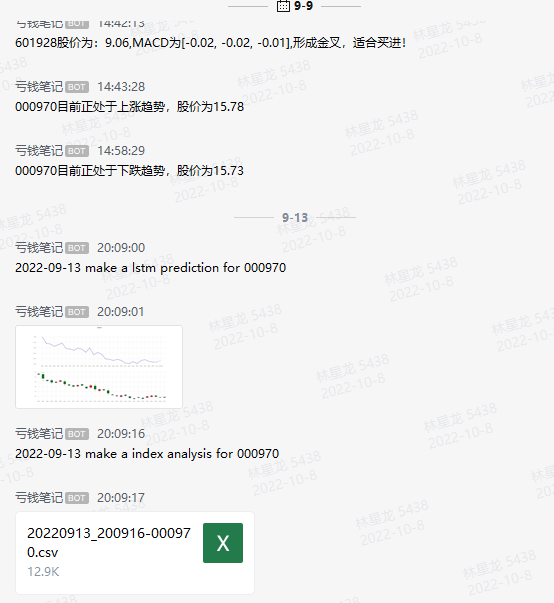 9-9
亏钱笔记 BOT 14:42:13
601928股价为：9.06,MACD为[-0.02, -0.02, -0.01],形成金叉，适合买进！
亏钱笔记 BOT 14:43:28
000970目前正处于上涨趋势，股价为15.78
亏钱笔记 BOT 14:58:29
000970目前正处于下跌趋势，股价为15.73
9-13
亏钱笔记 BOT 20:09:00
2022-09-13 make a lstm prediction for 000970
亏钱笔记 BOT 20:09:01
亏钱笔记 BOT 20:09:16
2022-09-13 make a index analysis for 000970
亏钱笔记 BOT 20:09:17
20220913_200916-00097
0.csv
X
12.9K
林星龙 5438
2022-10-8